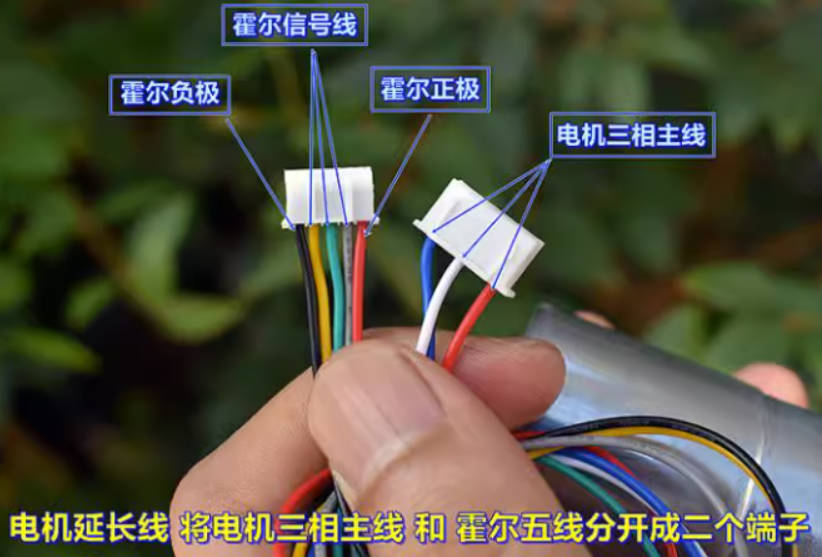 霍尔信号线
霍尔负极
霍尔正极
电机三相主线
电机延长线 将电机三相主线 和 霍尔五线分开成二个端子